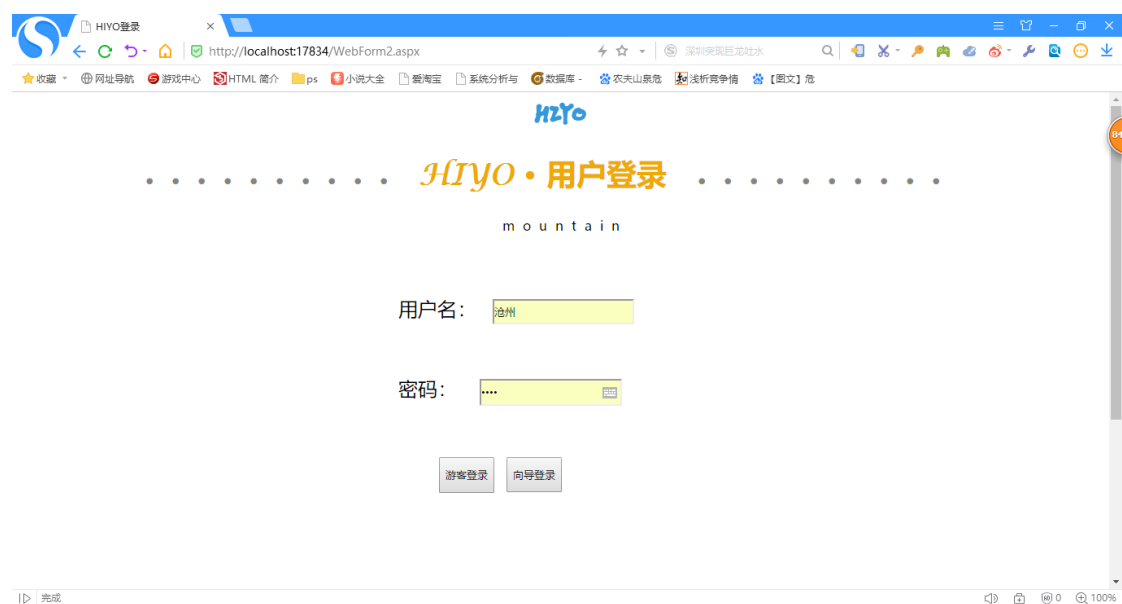 HIYO登录
http://localhost:17834/WebForm2.aspx
深圳突现巨龙吐水
收藏 网址导航 游戏中心 HTML 简介 ps 小说大全 爱淘宝 系统分析与 数据库 - 农夫山泉危 浅析竞争情 【图文】危
HIYO
84
HIYO • 用户登录
mountain
用户名：
沧州
密码：
••••
游客登录 向导登录
完成
0 100%